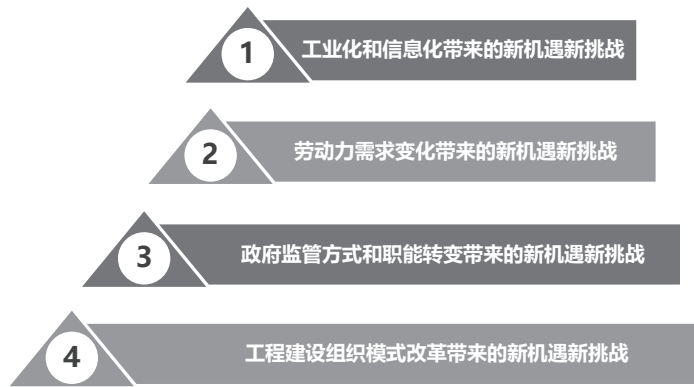 1 工业化和信息化带来的新机遇新挑战
2 劳动力需求变化带来的新机遇新挑战
3 政府监管方式和职能转变带来的新机遇新挑战
4 工程建设组织模式改革带来的新机遇新挑战